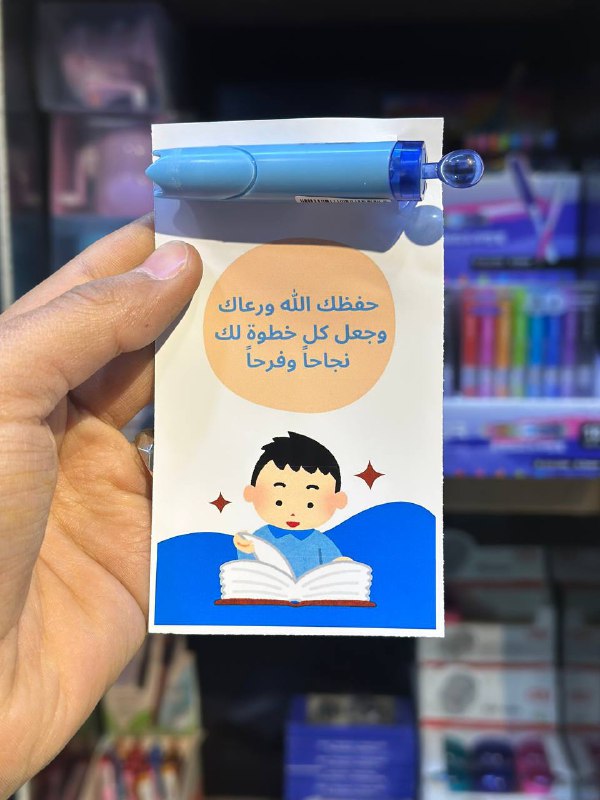 حفظك الله ورعاك
وجعل كل خطوة لك
نجاحاً وفرحاً